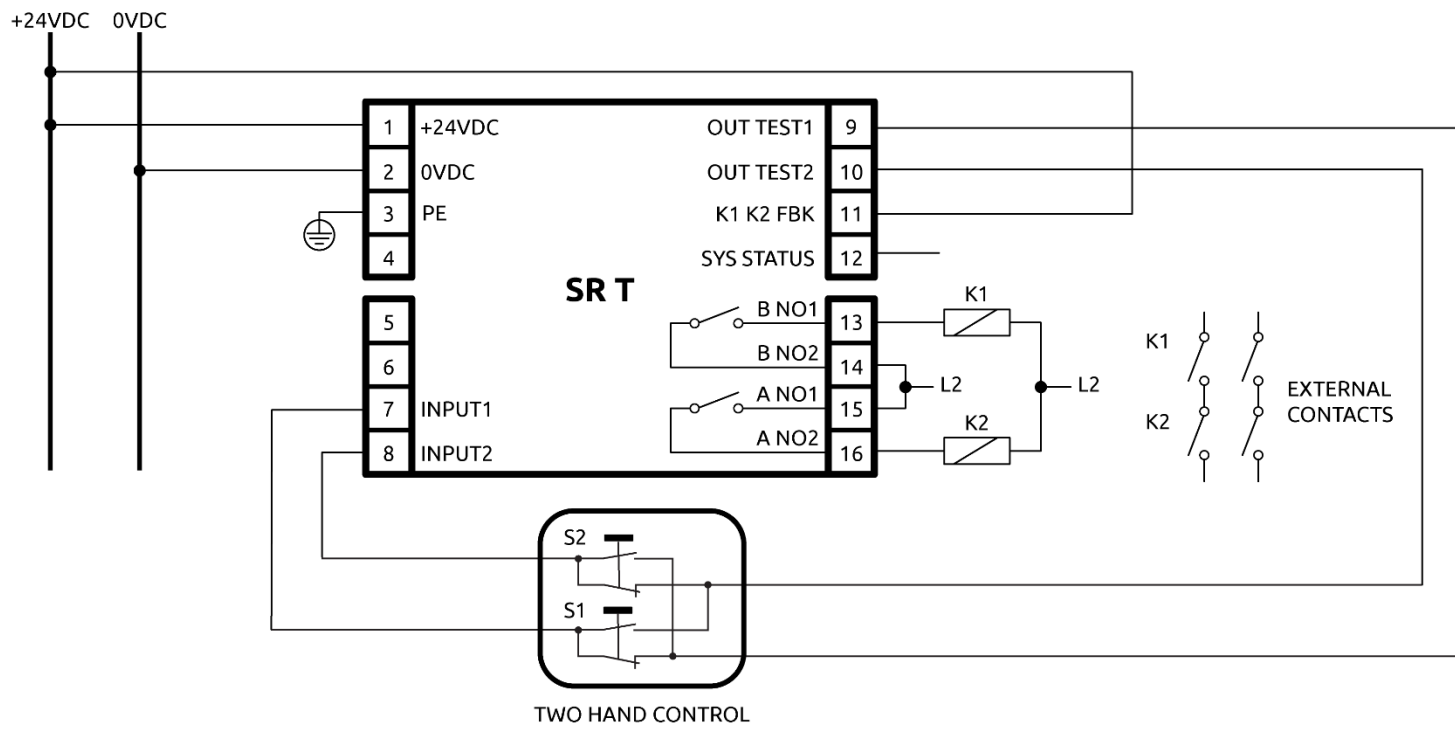 +24VDC 0VDC
1 +24VDC OUT TEST1 9
2 0VDC OUT TEST2 10
3 PE K1 K2 FBK 11
4 SYS STATUS 12
SR T
5 B NO1 13 K1
6 B NO2 14
L2 L2
7 INPUT1 A NO1 15
8 INPUT2 A NO2 16 K2
K1
K2
EXTERNAL
CONTACTS
S2
S1
TWO HAND CONTROL